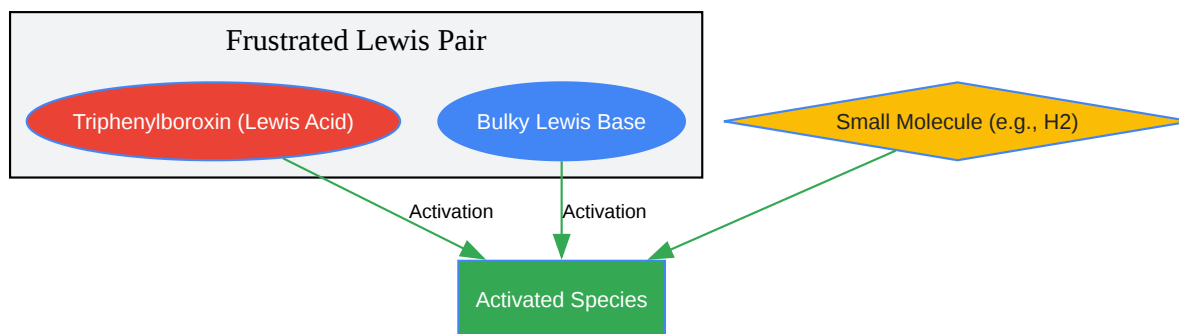 Frustrated Lewis Pair
Triphenylboroxin (Lewis Acid)
Bulky Lewis Base
Small Molecule (e.g., H2)
Activation
Activation
Activated Species